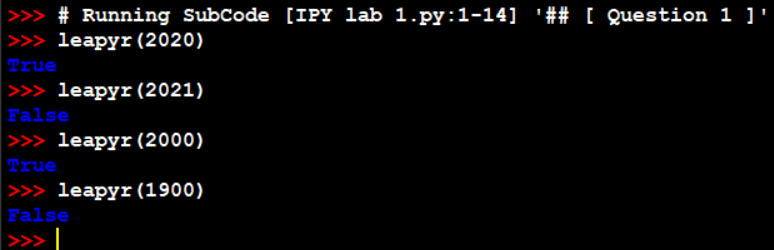 >>> # Running SubCode [IPY lab 1.py:1-14] '## [ Question 1 ]'
>>> leapyr(2020)
True
>>> leapyr(2021)
False
>>> leapyr(2000)
True
>>> leapyr(1900)
False
>>>